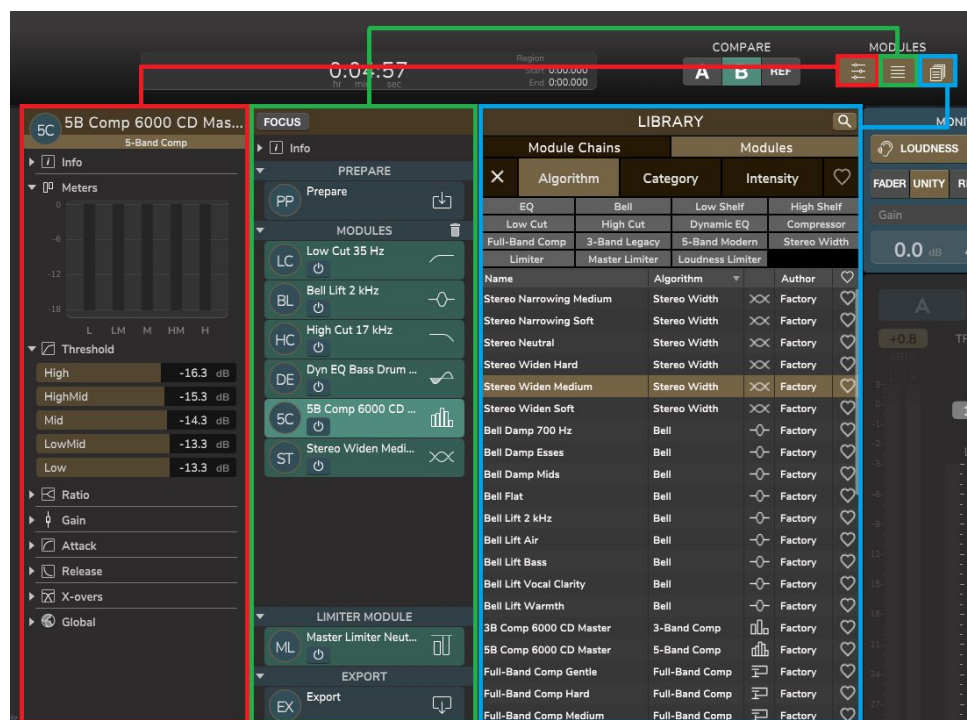 COMPARE
MODULES
0:04:57
hr min sec
Region
Start 0:00.000
End 0:00.000
A B REF
5C
5B Comp 6000 CD Mas...
5-Band Comp
Info
Meters
0
-6
-12
-18
L LM M HM H
Threshold
High -16.3 dB
HighMid -15.3 dB
Mid -14.3 dB
LowMid -13.3 dB
Low -13.3 dB
Ratio
Gain
Attack
Release
X-overs
Global
FOCUS
Info
PREPARE
PP Prepare
MODULES
LC Low Cut 35 Hz
BL Bell Lift 2 kHz
HC High Cut 17 kHz
DE Dyn EQ Bass Drum ...
5C 5B Comp 6000 CD ...
ST Stereo Widen Medi...
LIMITER MODULE
ML Master Limiter Neut...
EXPORT
EX Export
LIBRARY
Module Chains Modules
Algorithm Category Intensity
EQ Bell Low Shelf High Shelf
Low Cut High Cut Dynamic EQ Compressor
Full-Band Comp 3-Band Legacy 5-Band Modern Stereo Width
Limiter Master Limiter Loudness Limiter
Name Algorithm Author
Stereo Narrowing Medium Stereo Width Factory
Stereo Narrowing Soft Stereo Width Factory
Stereo Neutral Stereo Width Factory
Stereo Widen Hard Stereo Width Factory
Stereo Widen Medium Stereo Width Factory
Stereo Widen Soft Stereo Width Factory
Bell Damp 700 Hz Bell Factory
Bell Damp Esses Bell Factory
Bell Damp Mids Bell Factory
Bell Flat Bell Factory
Bell Lift 2 kHz Bell Factory
Bell Lift Air Bell Factory
Bell Lift Bass Bell Factory
Bell Lift Vocal Clarity Bell Factory
Bell Lift Warmth Bell Factory
3B Comp 6000 CD Master 3-Band Comp Factory
5B Comp 6000 CD Master 5-Band Comp Factory
Full-Band Comp Gentle Full-Band Comp Factory
Full-Band Comp Hard Full-Band Comp Factory
Full-Band Comp Medium Full-Band Comp Factory
MONI
LOUDNESS
FADER UNITY R
Gain
0.0 dB
A
+0.8
L R
TF
0
-3
-6
-9
12
15
18
21
24
27